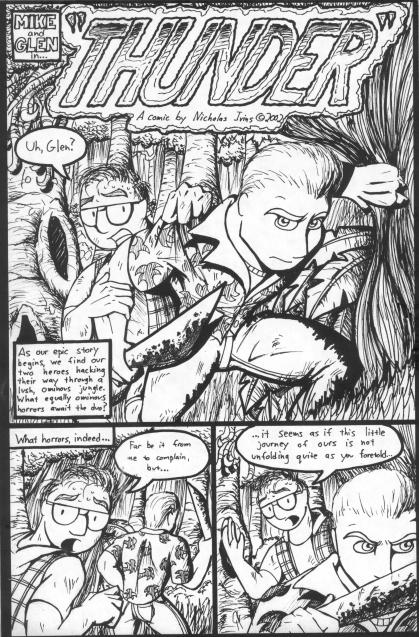 MIKE
and
GLEN
in...
"THUNDER"
A comic by Nicholas Ivins ©2002
Uh, Glen?
As our epic story
begins, we find our
two heroes hacking
their way through a
lush, ominous jungle.
What equally ominous
horrors await the duo?
What horrors, indeed...
Far be it from
me to complain,
but...
...it seems as if this little
journey of ours is not
unfolding quite as you foretold...